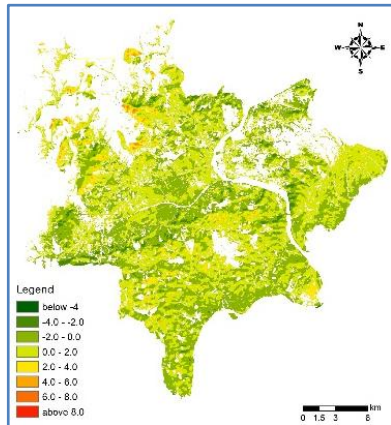 N
W E
S
Legend
below -4
-4.0 - -2.0
-2.0 - 0.0
0.0 - 2.0
2.0 - 4.0
4.0 - 6.0
6.0 - 8.0
above 8.0
km
0 1.5 3 6